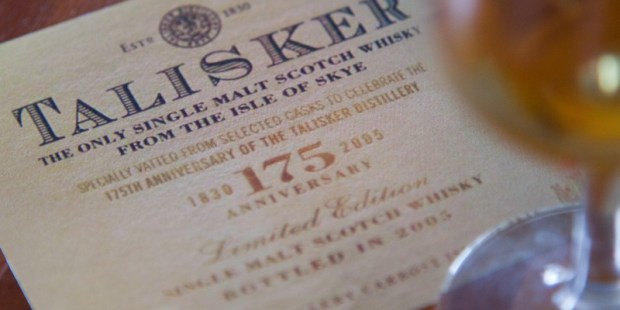 ESTD 1830
TALISKER
THE ONLY SINGLE MALT SCOTCH WHISKY
FROM THE ISLE OF SKYE
SPECIALLY VATTED FROM SELECTED CASKS TO CELEBRATE THE
175TH ANNIVERSARY OF THE TALISKER DISTILLERY
1830 175 2005
ANNIVERSARY
Limited Edition
SINGLE MALT SCOTCH WHISKY
BOTTLED IN 2005